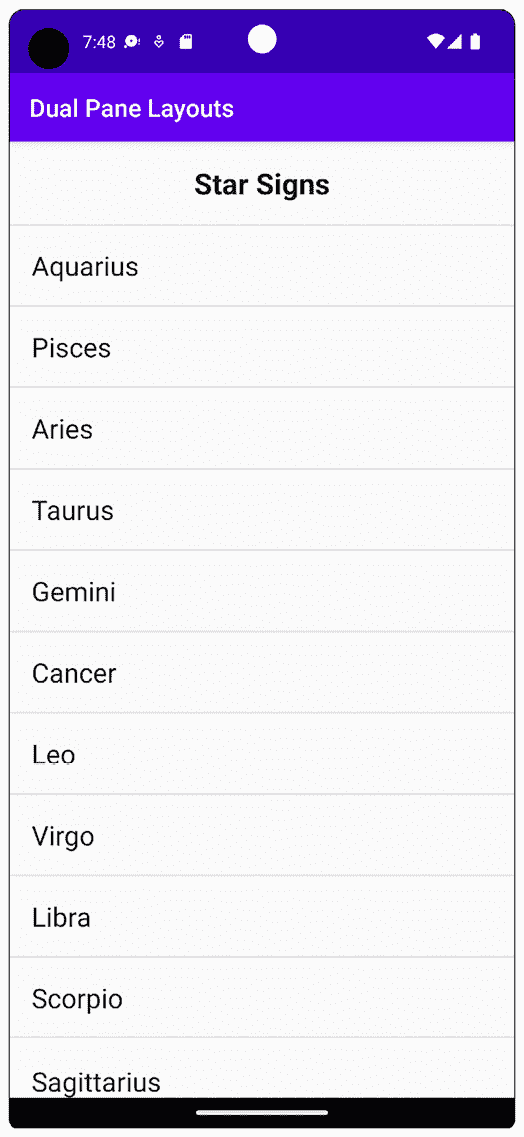 7:48
Dual Pane Layouts
Star Signs
Aquarius
Pisces
Aries
Taurus
Gemini
Cancer
Leo
Virgo
Libra
Scorpio
Sagittarius